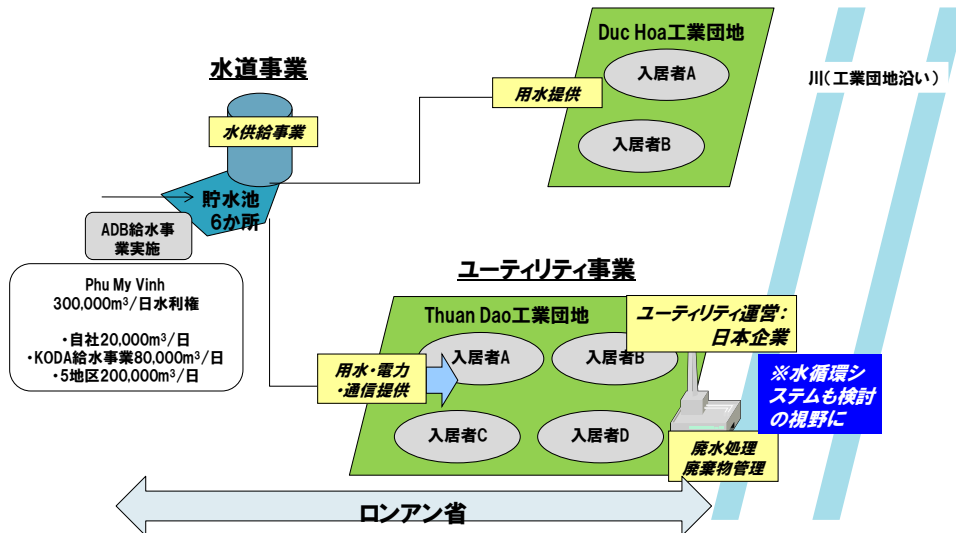 Duc Hoa工業団地
入居者A
入居者B
川(工業団地沿い)
水道事業
水供給事業
用水提供
貯水池
6か所
ADB給水事
業実施
Phu My Vinh
300,000m³/日水利権
・自社20,000m³/日
・KODA給水事業80,000m³/日
・5地区200,000m³/日
ユーティリティ事業
Thuan Dao工業団地
入居者A
入居者B
入居者C
入居者D
ユーティリティ運営:
日本企業
用水・電力
・通信提供
※水循環シ
ステムも検討
の視野に
廃水処理
廃棄物管理
ロンアン省